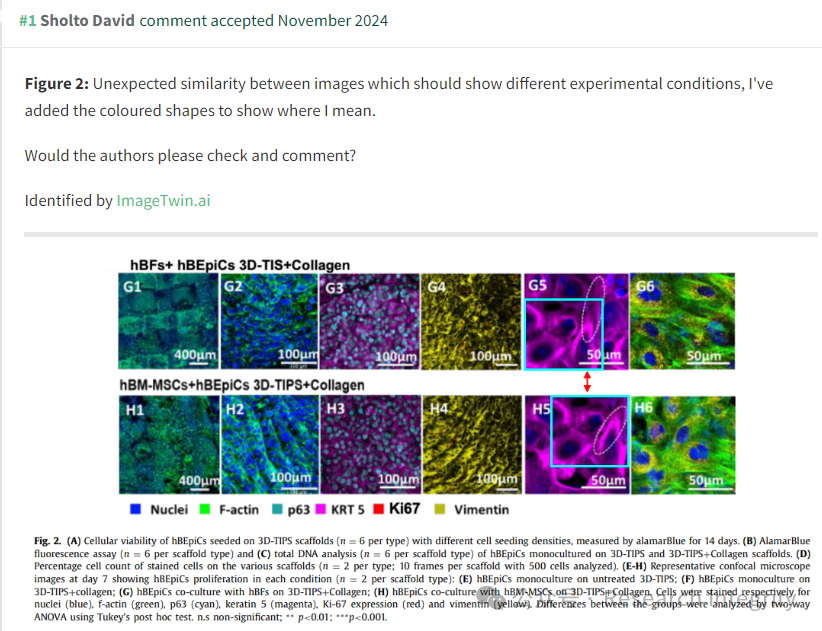 #1 Sholto David comment accepted November 2024
Figure 2: Unexpected similarity between images which should show different experimental conditions, I've
added the coloured shapes to show where I mean.
Would the authors please check and comment?
Identified by ImageTwin.ai
hBFs+ hBEpiCs 3D-TIS+Collagen
G1 G2 G3 G4 G5 G6
400μm 100μm 100μm 100μm 50μm 50μm
hBM-MSCs+hBEpiCs 3D-TIPS+Collagen
H1 H2 H3 H4 H5 H6
400μm 100μm 100μm 100μm 50μm 50μm
Nuclei F-actin p63 KRT 5 Ki67 Vimentin
Fig. 2. (A) Cellular viability of hBEpiCs seeded on 3D-TIPS scaffolds (n = 6 per type) with different cell seeding densities, measured by alamarBlue for 14 days. (B) AlamarBlue
fluorescence assay (n = 6 per scaffold type) and (C) total DNA analysis (n = 6 per scaffold type) of hBEpiCs monocultured on 3D-TIPS and 3D-TIPS+Collagen scaffolds. (D)
Percentage cell count of stained cells on the various scaffolds (n = 2 per type; 10 frames per scaffold with 500 cells analyzed). (E-H) Representative confocal microscope
images at day 7 showing hBEpiCs proliferation in each condition (n = 2 per scaffold type): (E) hBEpiCs monoculture on untreated 3D-TIPS; (F) hBEpiCs monoculture on
3D-TIPS+collagen; (G) hBEpiCs co-culture with hBFs on 3D-TIPS+Collagen; (H) hBEpiCs co-culture with hBM-MSCs on 3D-TIPS+Collagen. Cells were stained respectively for
nuclei (blue), f-actin (green), p63 (cyan), keratin 5 (magenta), Ki-67 expression (red) and vimentin (yellow). Differences between the groups were analyzed by two-way
ANOVA using Tukey's post hoc test. n.s non-significant; ** p<0.01; ***p<0.001.
公众号 · Research integrity